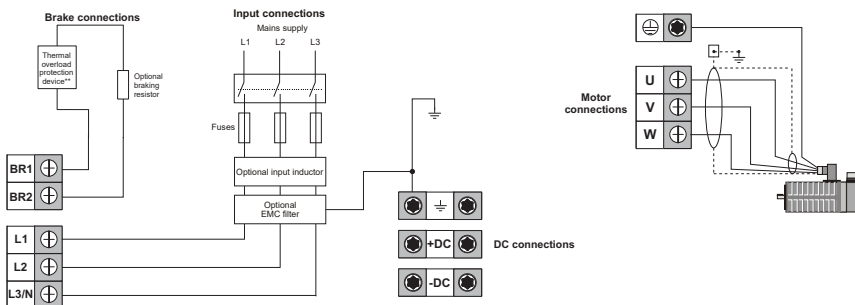 Brake connections
Thermal
overload
protection
device**
Optional
braking
resistor
BR1
BR2
Input connections
Mains supply
L1 L2 L3
Fuses
Optional input inductor
Optional
EMC filter
L1
L2
L3/N
+DC
-DC
DC connections
Motor
connections
U
V
W